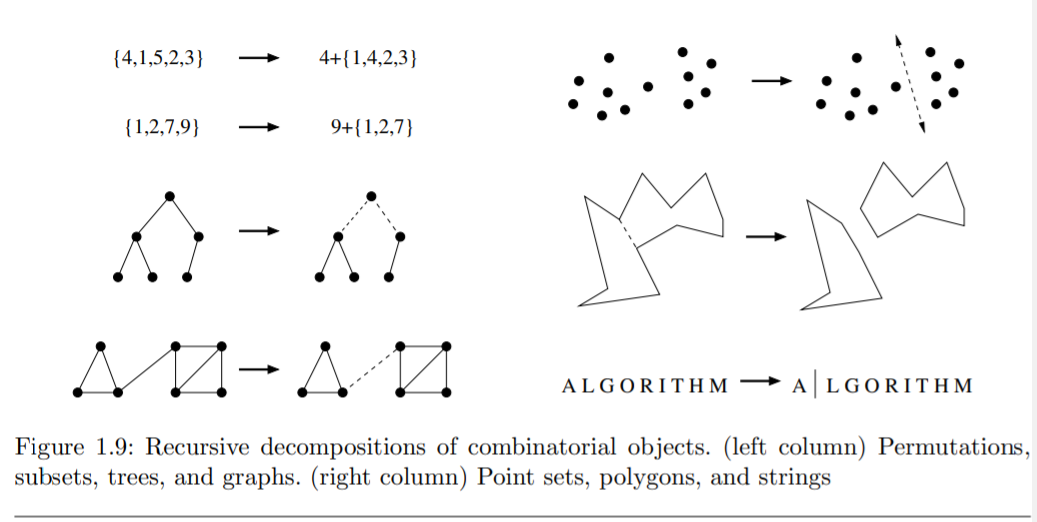 {4,1,5,2,3} 4+{1,4,2,3}
{1,2,7,9} 9+{1,2,7}
A L G O R I T H M A | L G O R I T H M
Figure 1.9: Recursive decompositions of combinatorial objects. (left column) Permutations,
subsets, trees, and graphs. (right column) Point sets, polygons, and strings